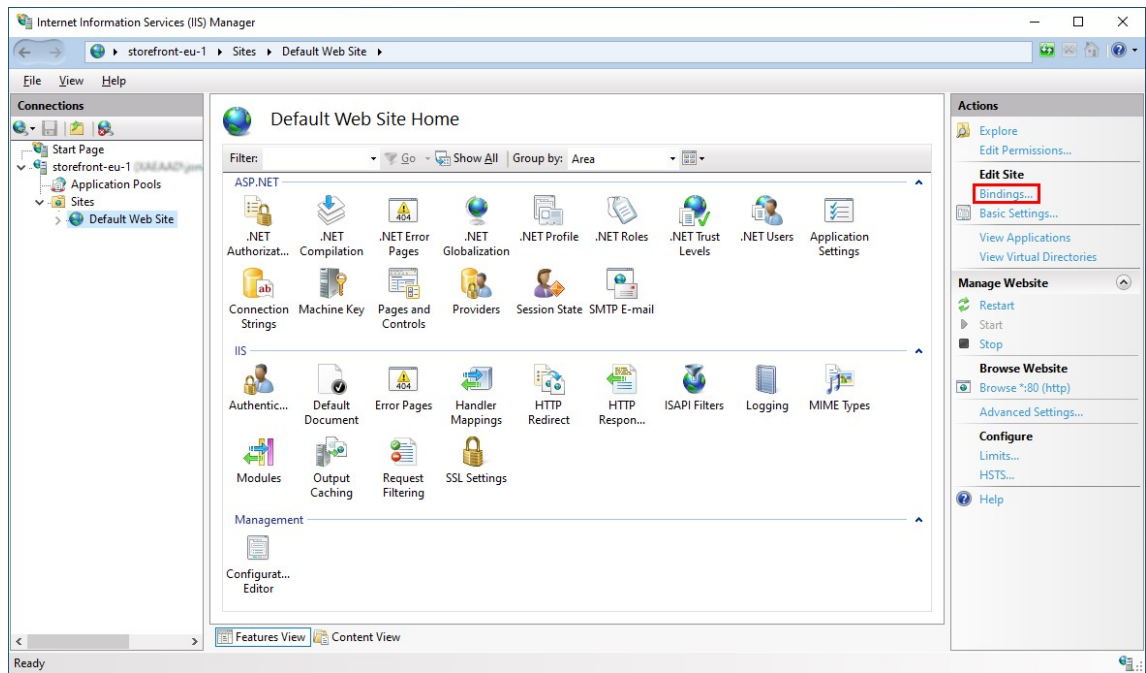 Internet Information Services (IIS) Manager
storefront-eu-1 Sites Default Web Site
File View Help
Connections
Start Page
storefront-eu-1
Application Pools
Sites
Default Web Site
Default Web Site Home
Filter: Go Show All Group by: Area
ASP.NET
.NET Authorizat...
.NET Compilation
.NET Error Pages
.NET Globalization
.NET Profile
.NET Roles
.NET Trust Levels
.NET Users
Application Settings
Connection Strings
Machine Key
Pages and Controls
Providers
Session State
SMTP E-mail
IIS
Authentic...
Default Document
Error Pages
Handler Mappings
HTTP Redirect
HTTP Respon...
ISAPI Filters
Logging
MIME Types
Modules
Output Caching
Request Filtering
SSL Settings
Management
Configurat... Editor
Features View Content View
Actions
Explore
Edit Permissions...
Edit Site
Bindings...
Basic Settings...
View Applications
View Virtual Directories
Manage Website
Restart
Start
Stop
Browse Website
Browse *:80 (http)
Advanced Settings...
Configure
Limits...
HSTS...
Help
Ready